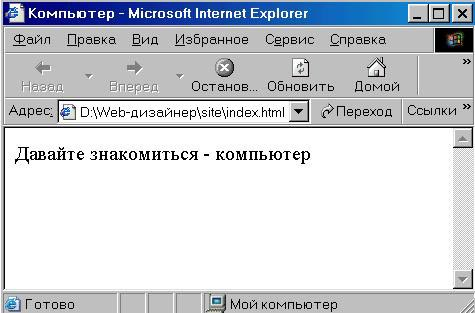 Компьютер - Microsoft Internet Explorer
Файл Правка Вид Избранное Сервис Справка
Назад Вперед Останов... Обновить Домой »
Адрес: D:\Web-дизайнер\site\index.html Переход Ссылки »
Давайте знакомиться - компьютер
Готово Мой компьютер